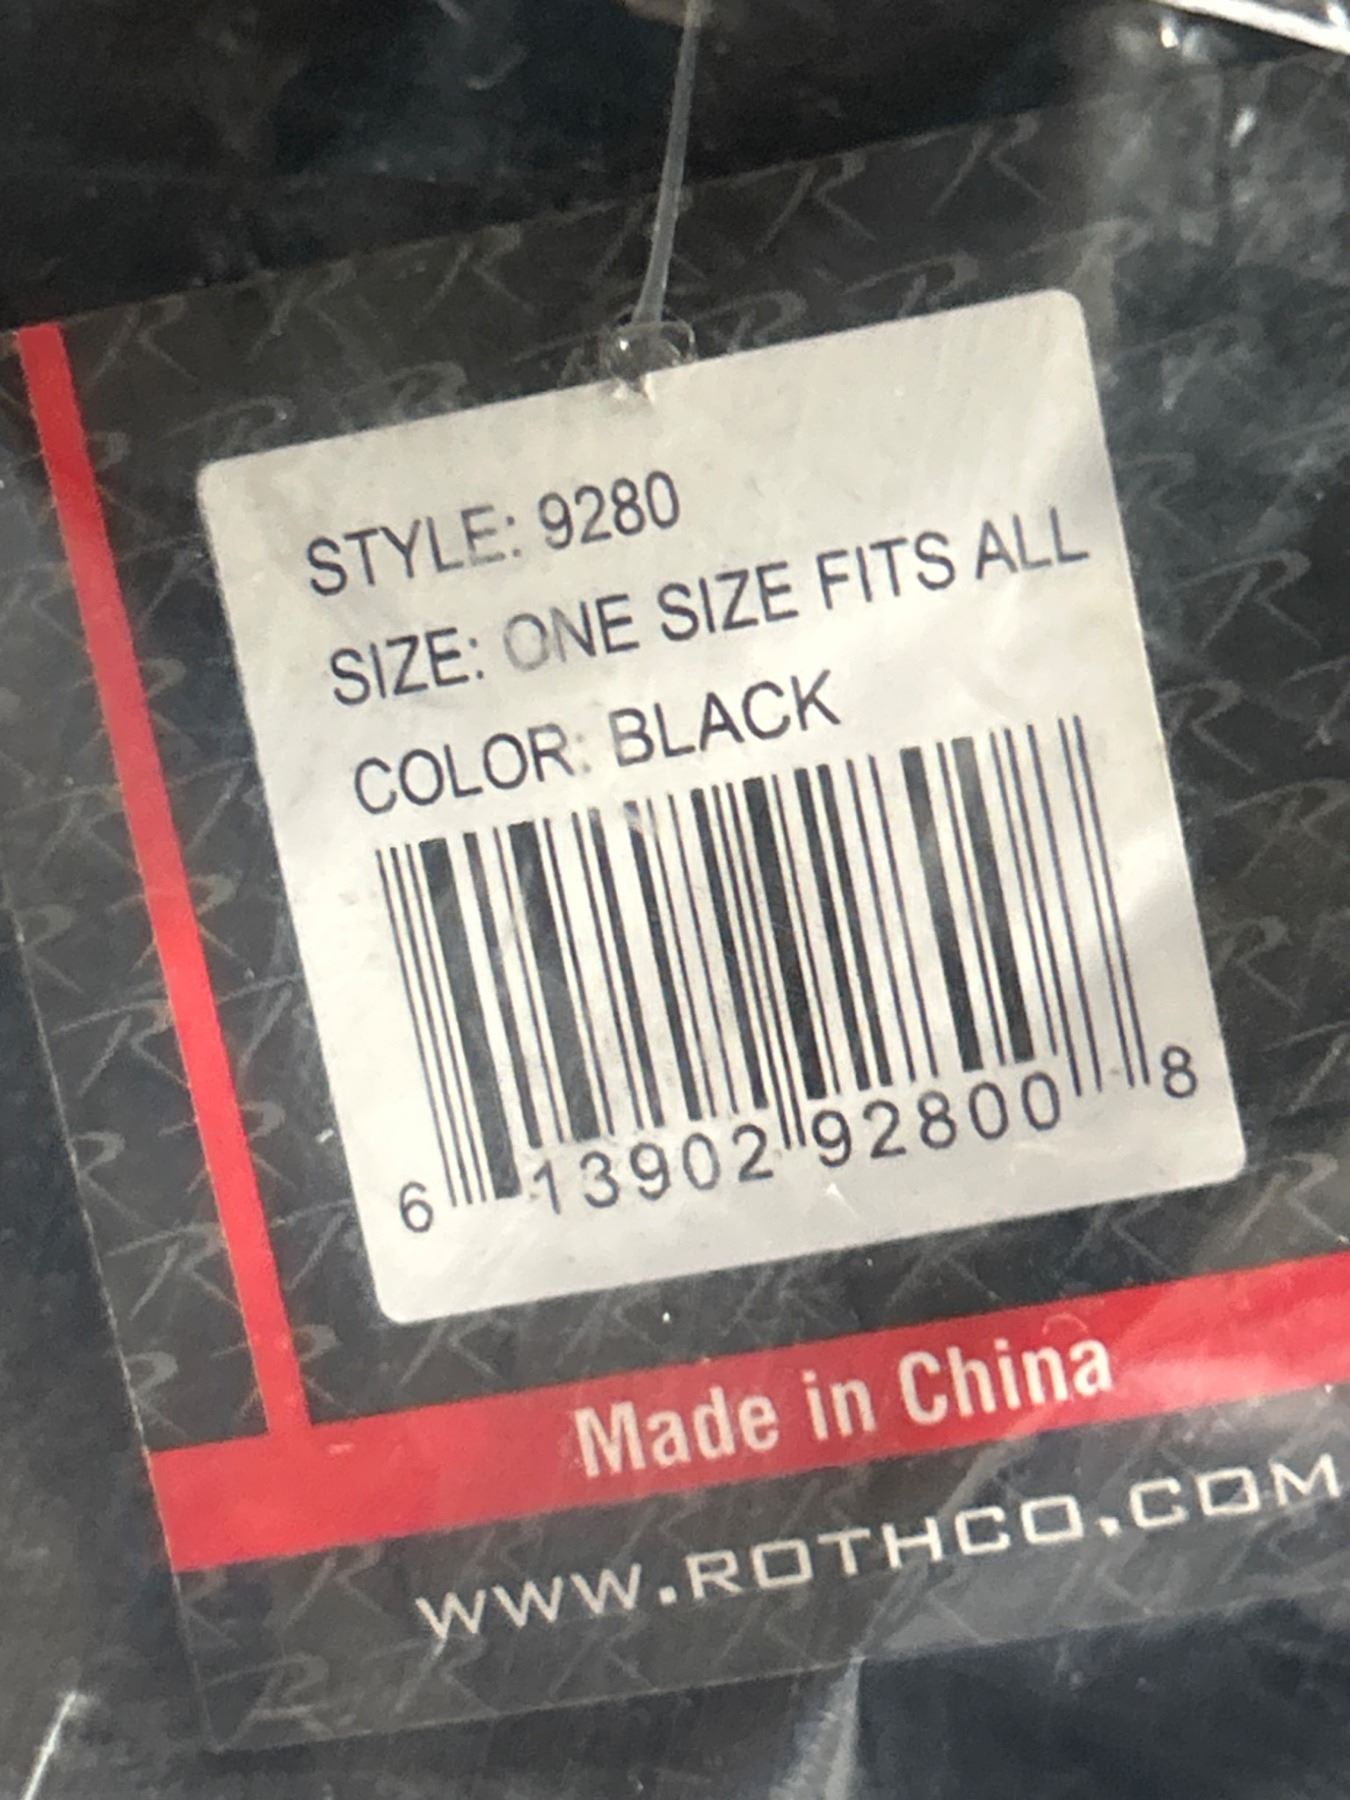 STYLE: 9280
SIZE: ONE SIZE FITS ALL
COLOR: BLACK
6 13902 92800 8
Made in China
WWW.ROTHCO.COM